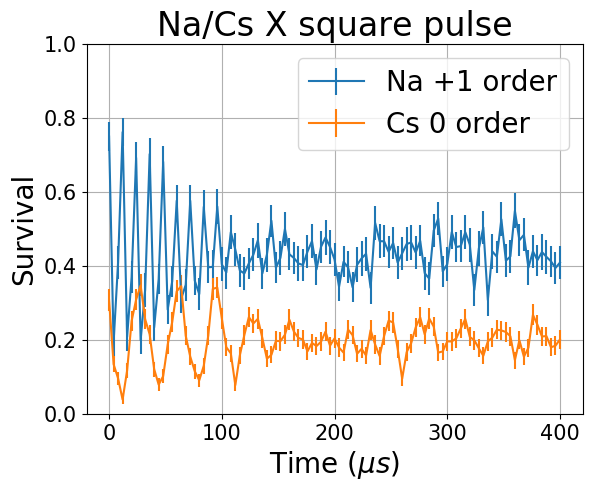 Na/Cs X square pulse
Na +1 order
Cs 0 order
Survival
1.0
0.8
0.6
0.4
0.2
0.0
0 100 200 300 400
Time (μs)